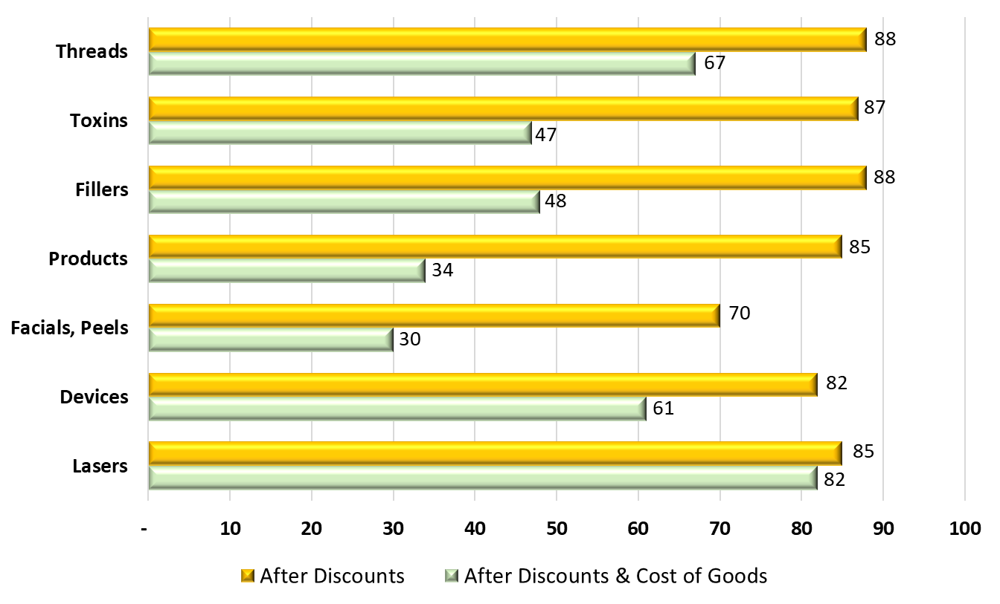 88
Threads
67
87
Toxins
47
88
Fillers
48
85
Products
34
70
Facials, Peels
30
82
Devices
61
85
Lasers
82
- 10 20 30 40 50 60 70 80 90 100
After Discounts After Discounts & Cost of Goods